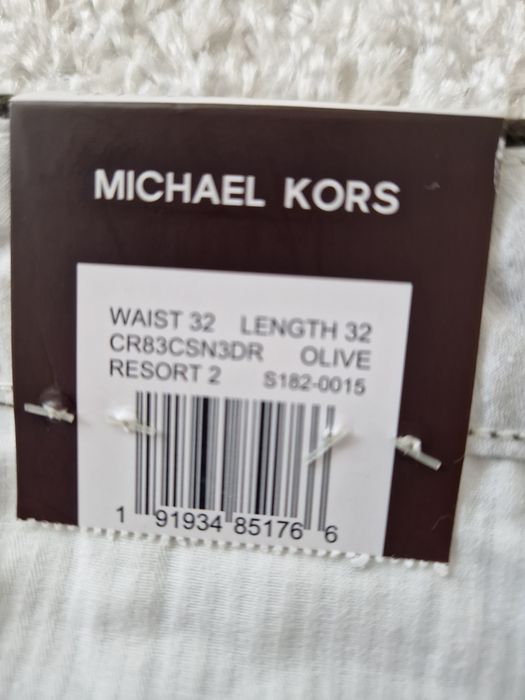 MICHAEL KORS
WAIST 32 LENGTH 32
CR83CSN3DR OLIVE
RESORT 2 S182-0015
1 91934 85176 6